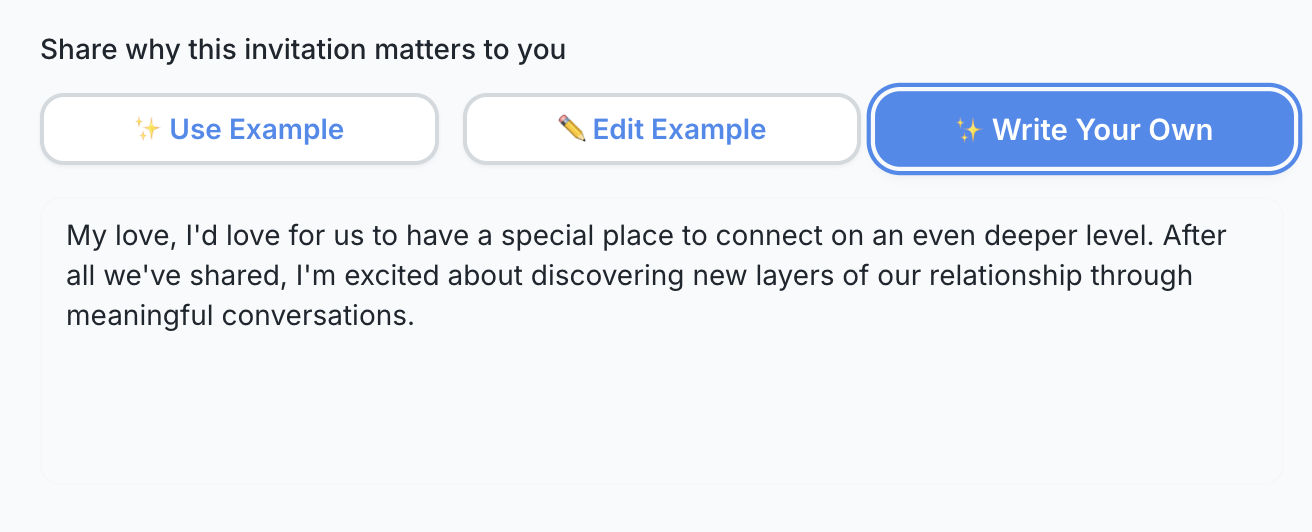 Share why this invitation matters to you
✨ Use Example
✏️ Edit Example
✨ Write Your Own
My love, I'd love for us to have a special place to connect on an even deeper level. After
all we've shared, I'm excited about discovering new layers of our relationship through
meaningful conversations.